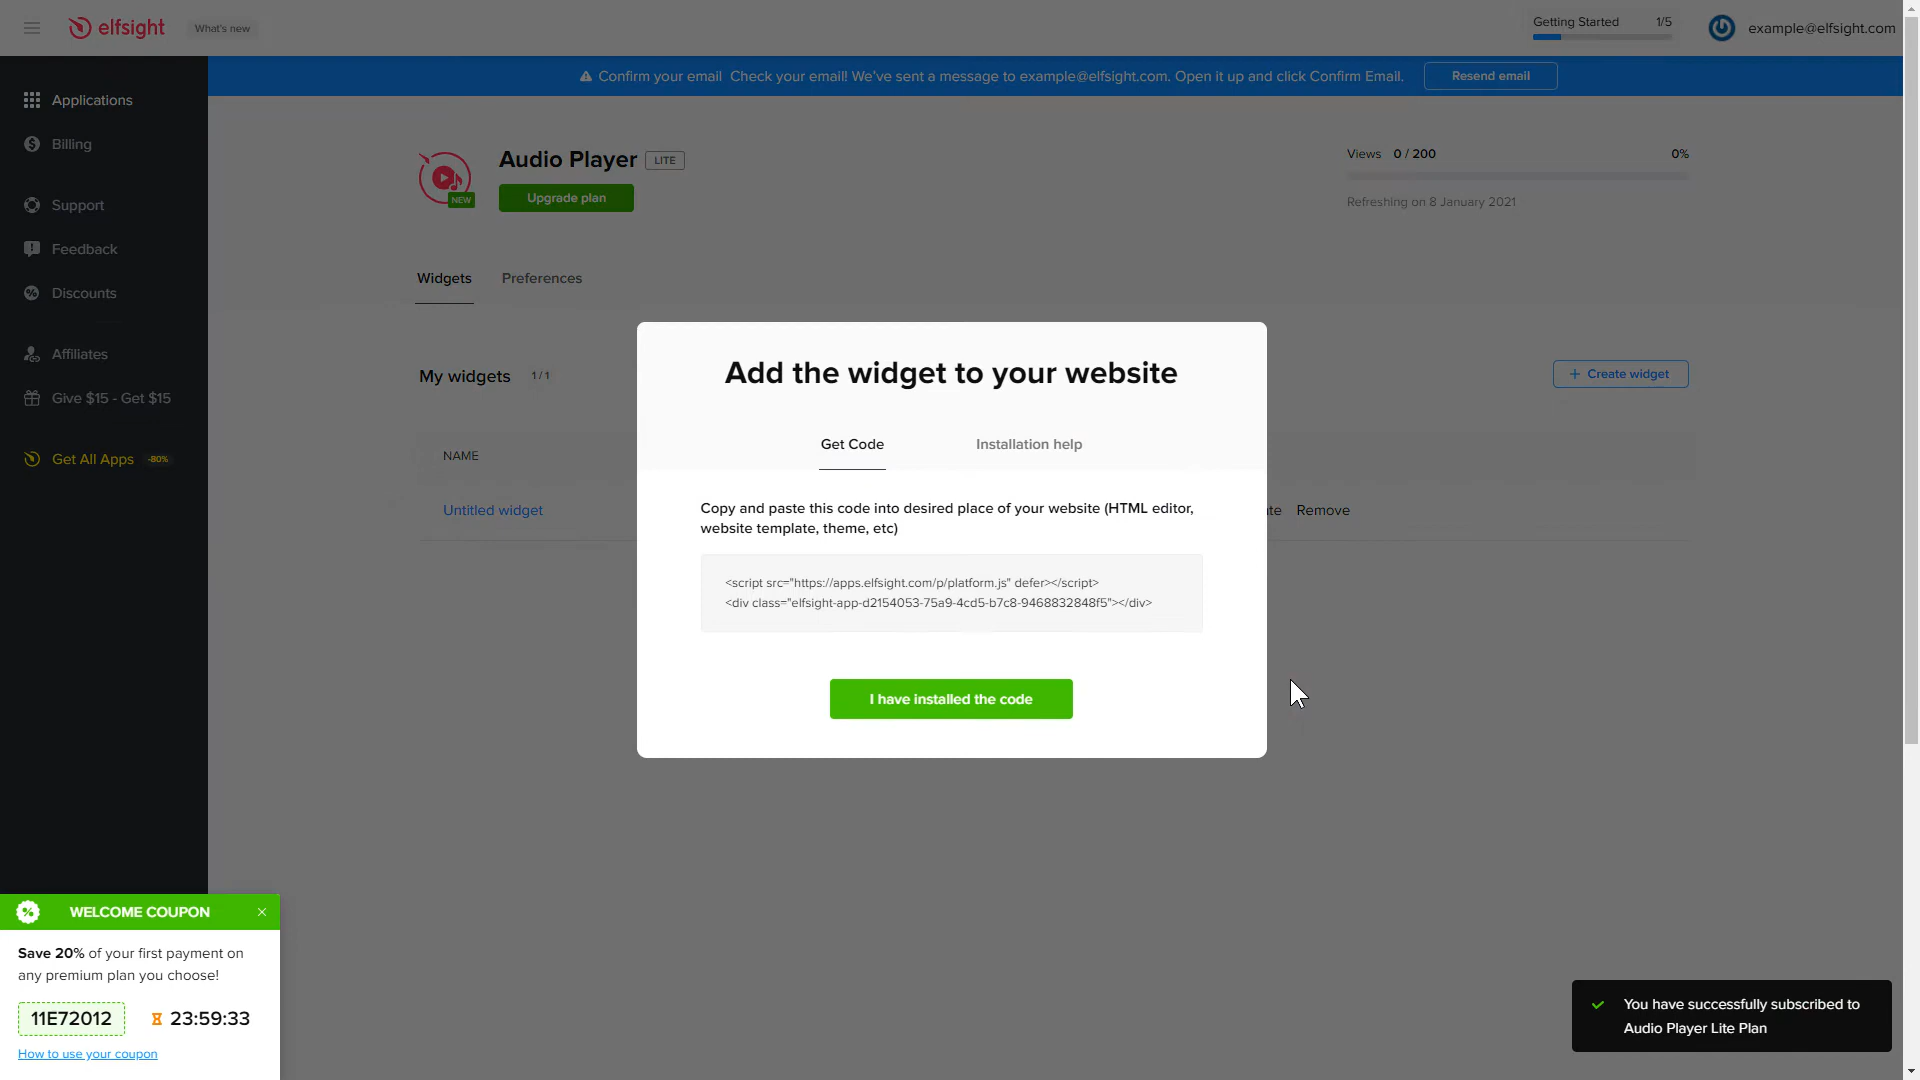 elfsight
What's new
Getting Started 1/5
example@elfsight.com
Confirm your email Check your email! We've sent a message to example@elfsight.com. Open it up and click Confirm Email.
Resend email
Applications
Billing
Support
Feedback
Discounts
Affiliates
Give $15 - Get $15
Get All Apps -80%
Audio Player LITE
NEW
Upgrade plan
Views 0 / 200 0%
Refreshing on 8 January 2021
Widgets Preferences
My widgets 1 / 1
+ Create widget
NAME
Untitled widget
te Remove
Add the widget to your website
Get Code Installation help
Copy and paste this code into desired place of your website (HTML editor,
website template, theme, etc)
<script src="https://apps.elfsight.com/p/platform.js" defer></script>
<div class="elfsight-app-d2154053-75a9-4cd5-b7c8-9468832848f5"></div>
I have installed the code
WELCOME COUPON
Save 20% of your first payment on
any premium plan you choose!
11E72012 23:59:33
How to use your coupon
You have successfully subscribed to
Audio Player Lite Plan